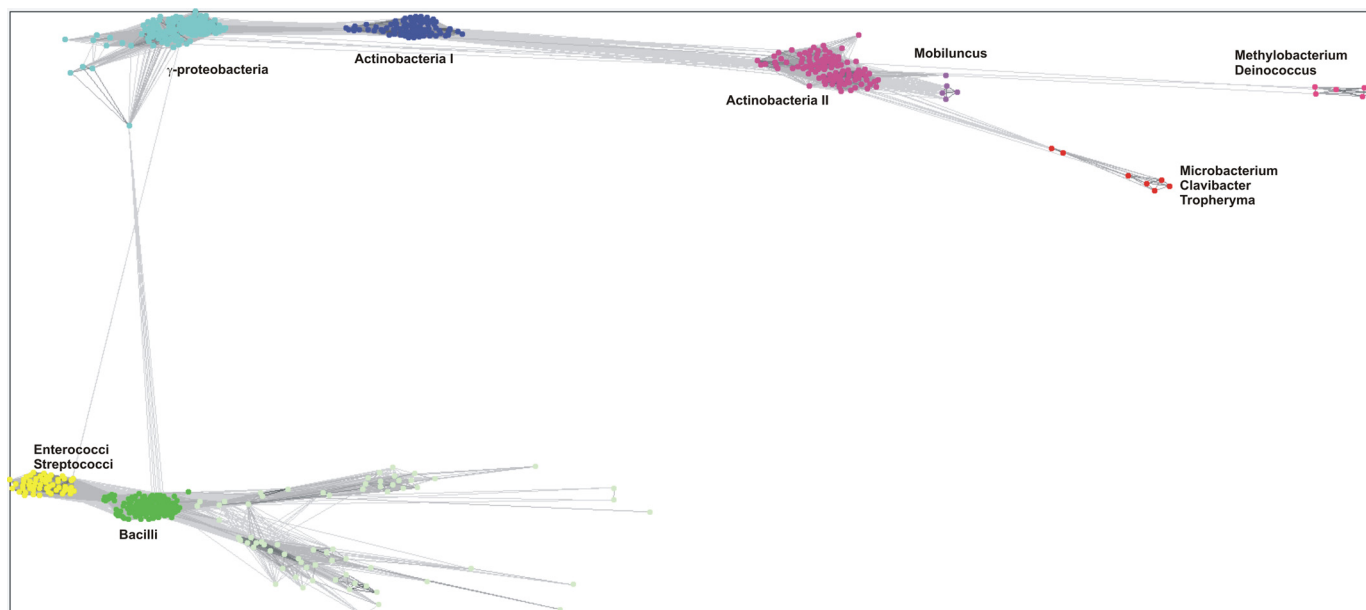 γ-proteobacteria
Actinobacteria I
Actinobacteria II
Mobiluncus
Methylobacterium
Deinococcus
Microbacterium
Clavibacter
Tropheryma
Enterococci
Streptococci
Bacilli